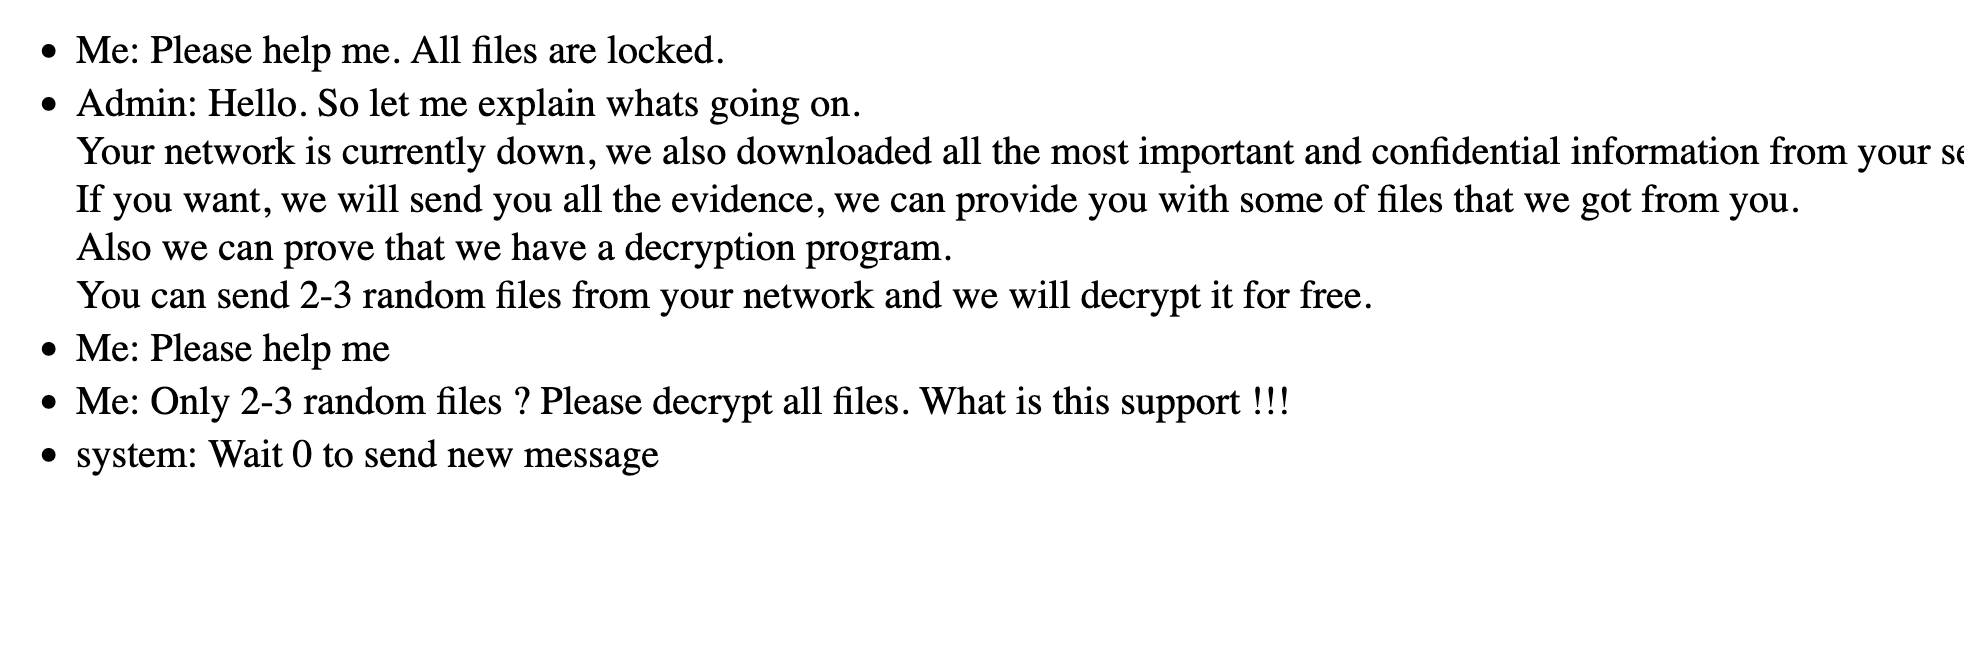 Me: Please help me. All files are locked.
Admin: Hello. So let me explain whats going on.
Your network is currently down, we also downloaded all the most important and confidential information from your
If you want, we will send you all the evidence, we can provide you with some of files that we got from you.
Also we can prove that we have a decryption program.
You can send 2-3 random files from your network and we will decrypt it for free.
Me: Please help me
Me: Only 2-3 random files ? Please decrypt all files. What is this support !!!
system: Wait 0 to send new message